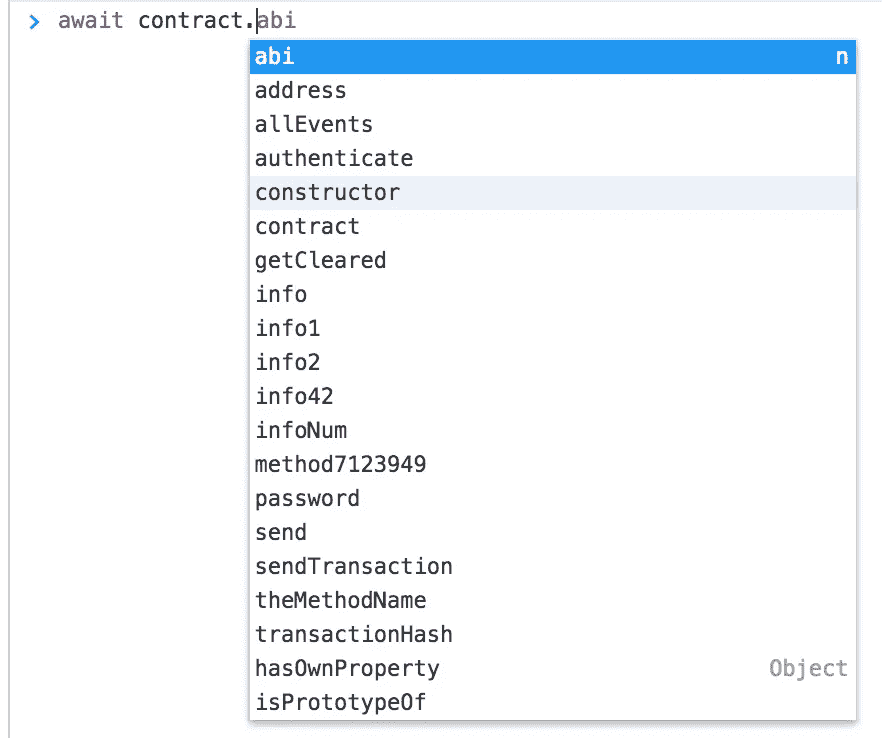 > await contract.abi
abi n
address
allEvents
authenticate
constructor
contract
getCleared
info
info1
info2
info42
infoNum
method7123949
password
send
sendTransaction
theMethodName
transactionHash
hasOwnProperty Object
isPrototypeOf